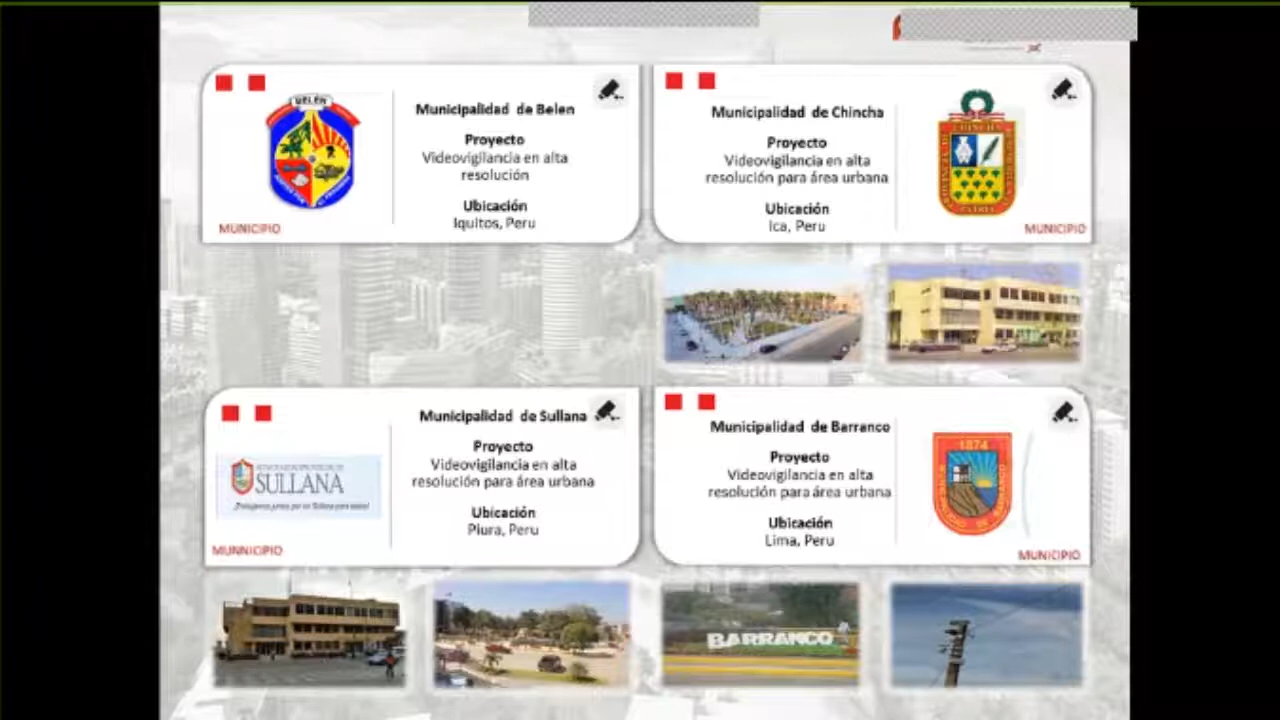 BELEN
Municipalidad de Belen
Proyecto
Videovigilancia en alta
resolución
Ubicación
Iquitos, Peru
MUNICIPIO
Municipalidad de Chincha
Proyecto
Videovigilancia en alta
resolución para área urbana
Ubicación
Ica, Peru
CHINCHA
MUNICIPIO
Municipalidad de Sullana
Proyecto
Videovigilancia en alta
resolución para área urbana
Ubicación
Piura, Peru
SULLANA
MUNNICIPIO
Municipalidad de Barranco
Proyecto
Videovigilancia en alta
resolución para área urbana
Ubicación
Lima, Peru
1874
MUNICIPIO
BARRANCO